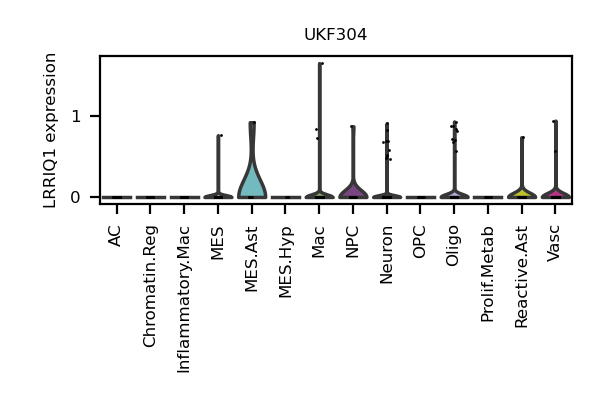 UKF304
LRRIQ1 expression
1
0
AC
Chromatin.Reg
Inflammatory.Mac
MES
MES.Ast
MES.Hyp
Mac
NPC
Neuron
OPC
Oligo
Prolif.Metab
Reactive.Ast
Vasc